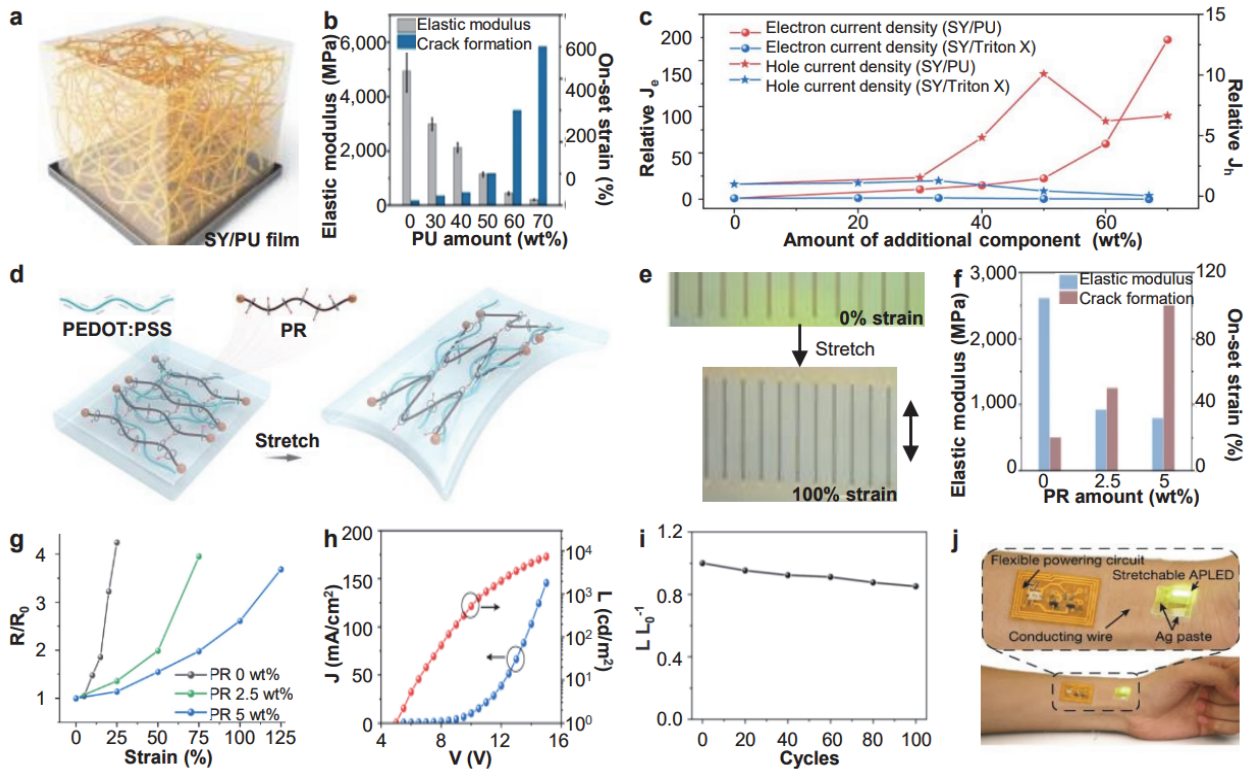 a
SY/PU film
b
Elastic modulus
Crack formation
Elastic modulus (MPa)
6,000
4,000
2,000
0
On-set strain (%)
600
400
200
0
0 30 40 50 60 70
PU amount (wt%)
c
Electron current density (SY/PU)
Electron current density (SY/Triton X)
Hole current density (SY/PU)
Hole current density (SY/Triton X)
Relative Je
200
150
100
50
0
Relative Jh
15
10
5
0
0 20 40 60
Amount of additional component (wt%)
d
PEDOT:PSS
PR
Stretch
e
0% strain
Stretch
100% strain
f
Elastic modulus
Crack formation
Elastic modulus (MPa)
3,000
2,000
1,000
0
On-set strain (%)
120
80
40
0
0 2.5 5
PR amount (wt%)
g
R/R0
4
3
2
1
PR 0 wt%
PR 2.5 wt%
PR 5 wt%
0 25 50 75 100 125
Strain (%)
h
J (mA/cm2)
200
150
100
50
0
L (cd/m2)
10^4
10^3
10^2
10^1
10^0
4 8 12 16
V (V)
i
L L0^-1
1.2
0.8
0.4
0.0
0 20 40 60 80 100
Cycles
j
Flexible powering circuit
Stretchable APLED
Conducting wire
Ag paste